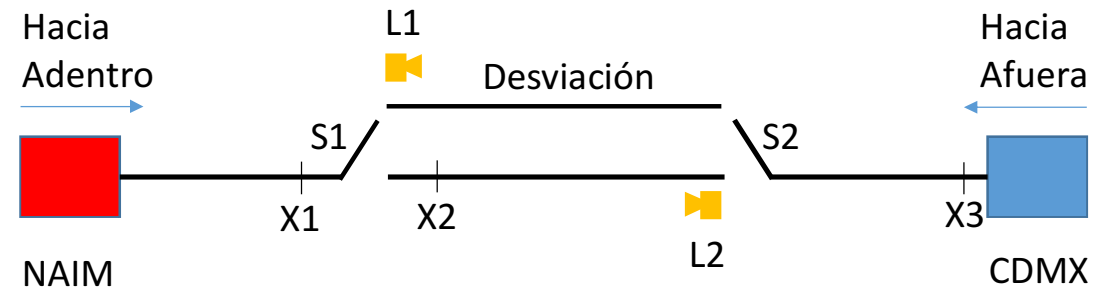 Hacia
Adentro
L1
Desviación
Hacia
Afuera
S1
S2
X1
X2
X3
L2
NAIM
CDMX